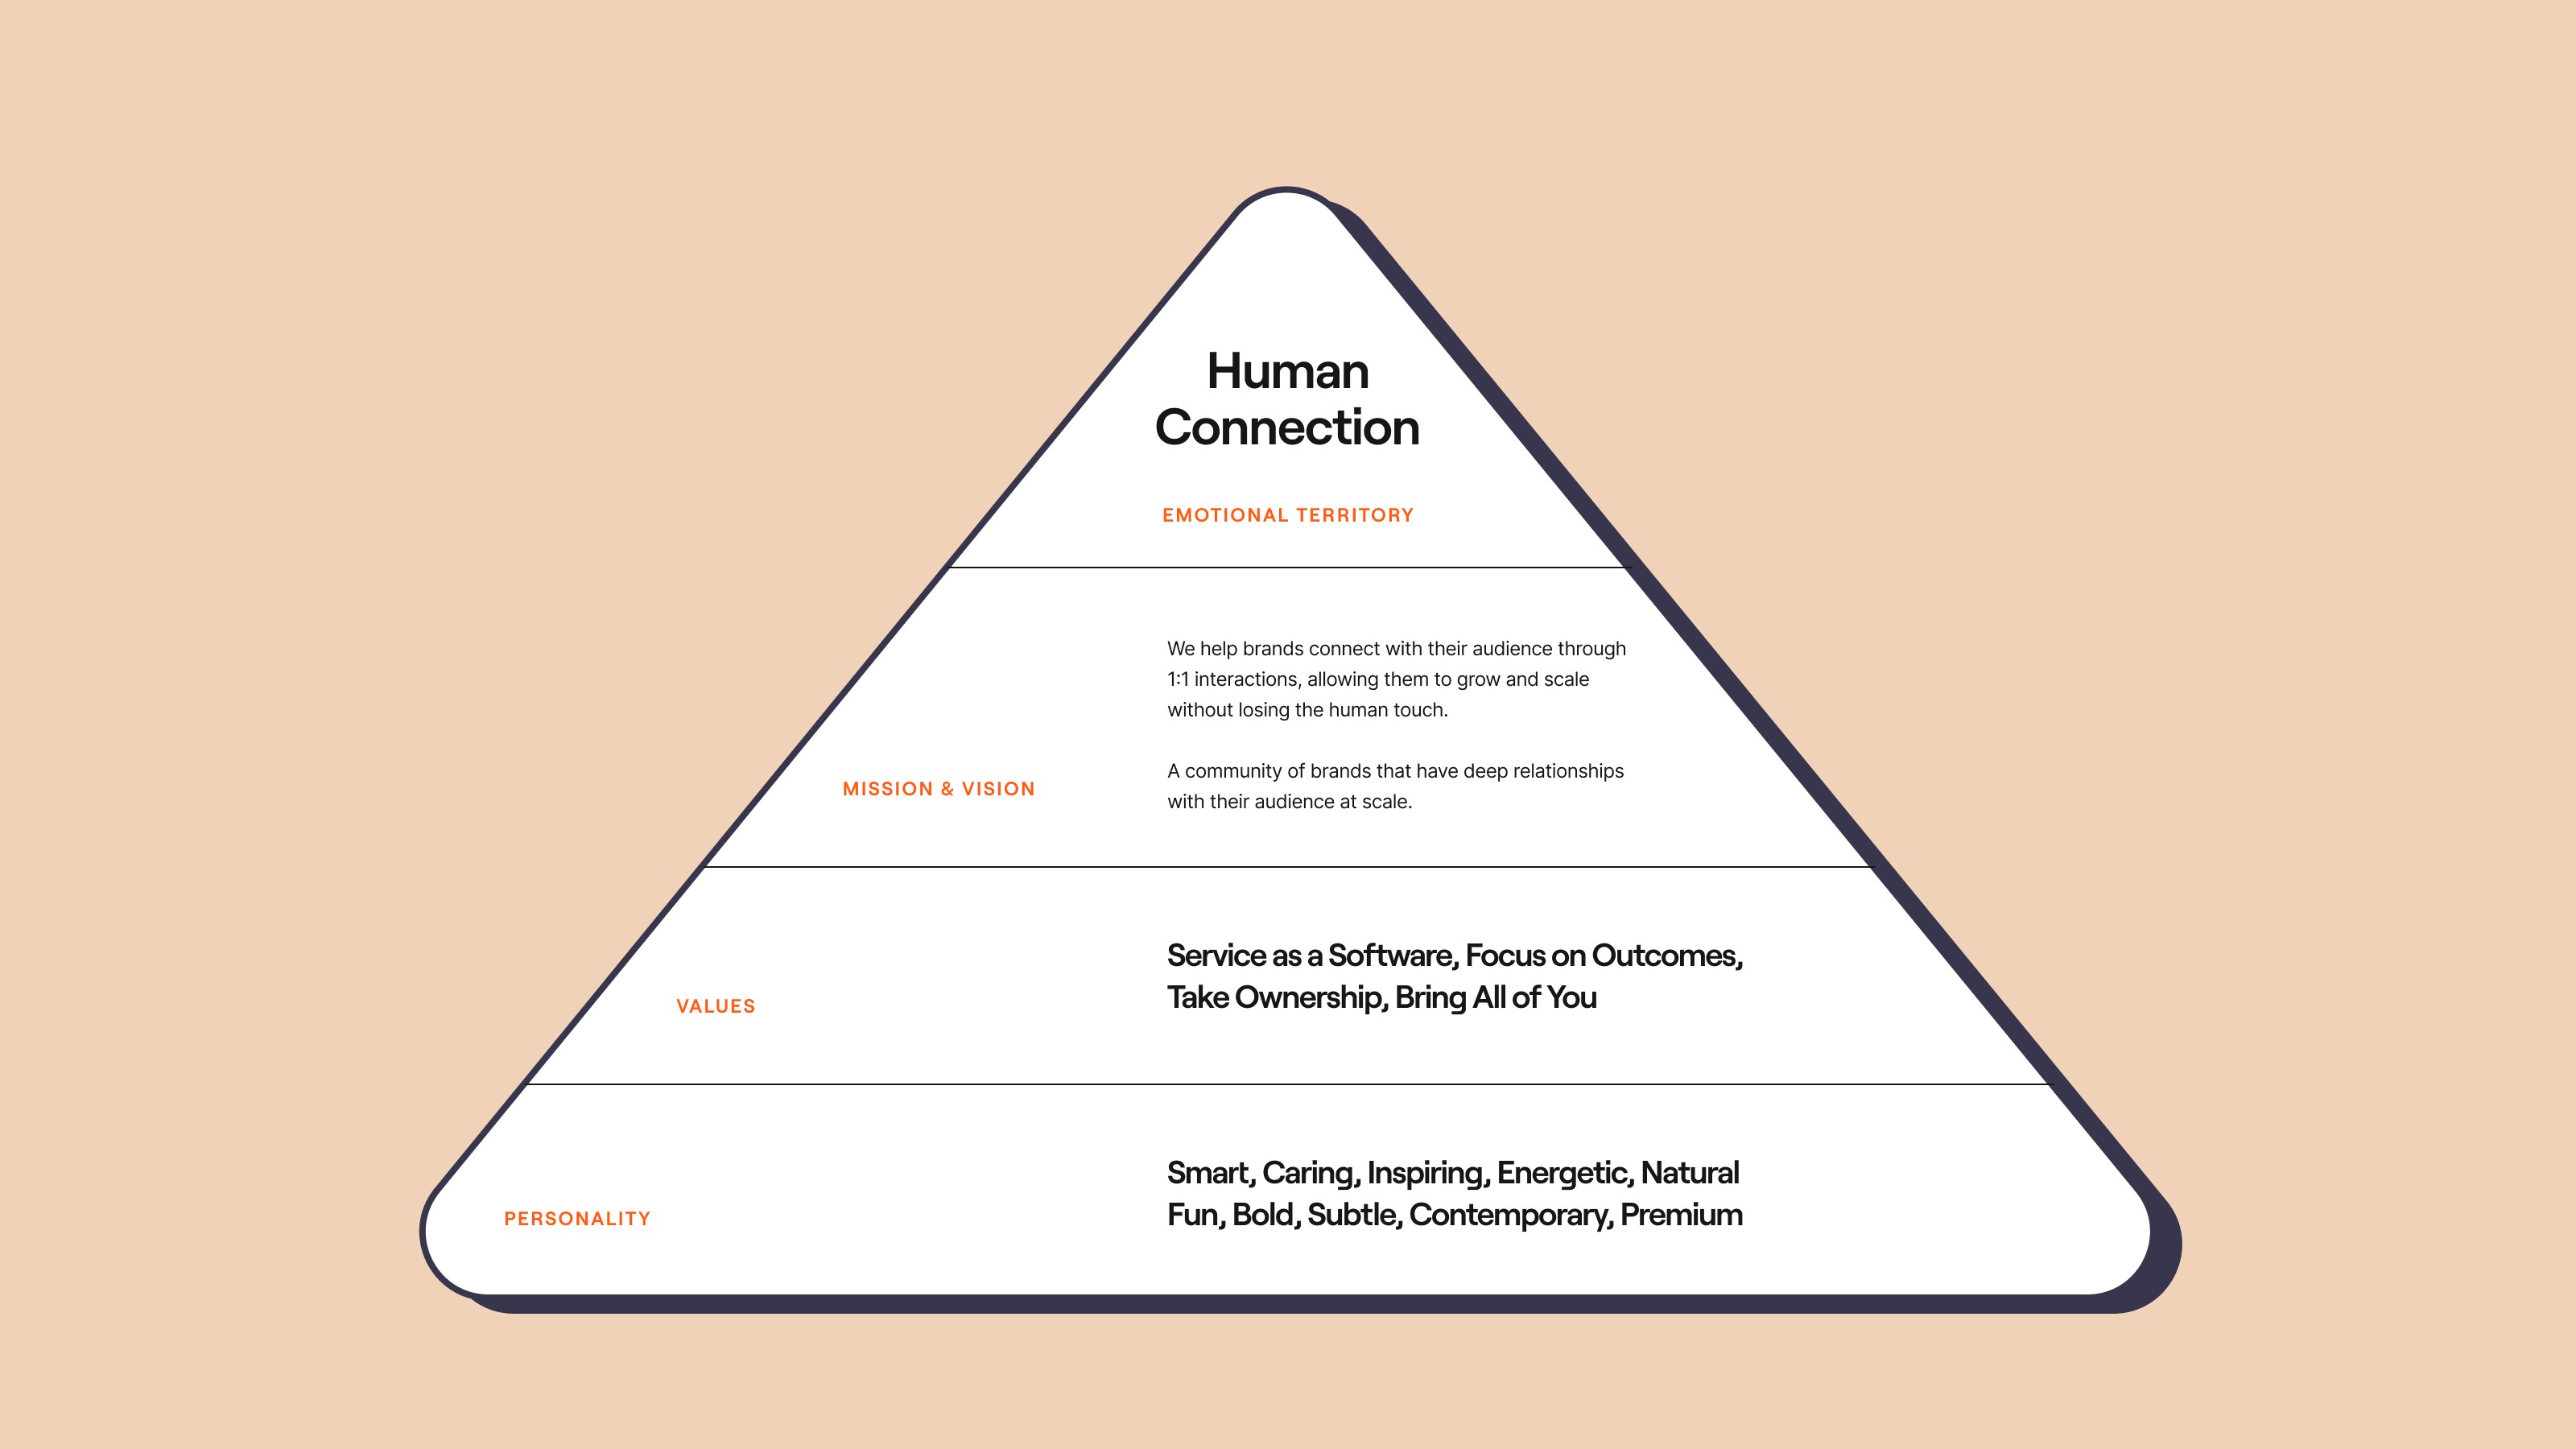 Human
Connection
EMOTIONAL TERRITORY
We help brands connect with their audience through
1:1 interactions, allowing them to grow and scale
without losing the human touch.
A community of brands that have deep relationships
with their audience at scale.
MISSION & VISION
Service as a Software, Focus on Outcomes,
Take Ownership, Bring All of You
VALUES
Smart, Caring, Inspiring, Energetic, Natural
Fun, Bold, Subtle, Contemporary, Premium
PERSONALITY